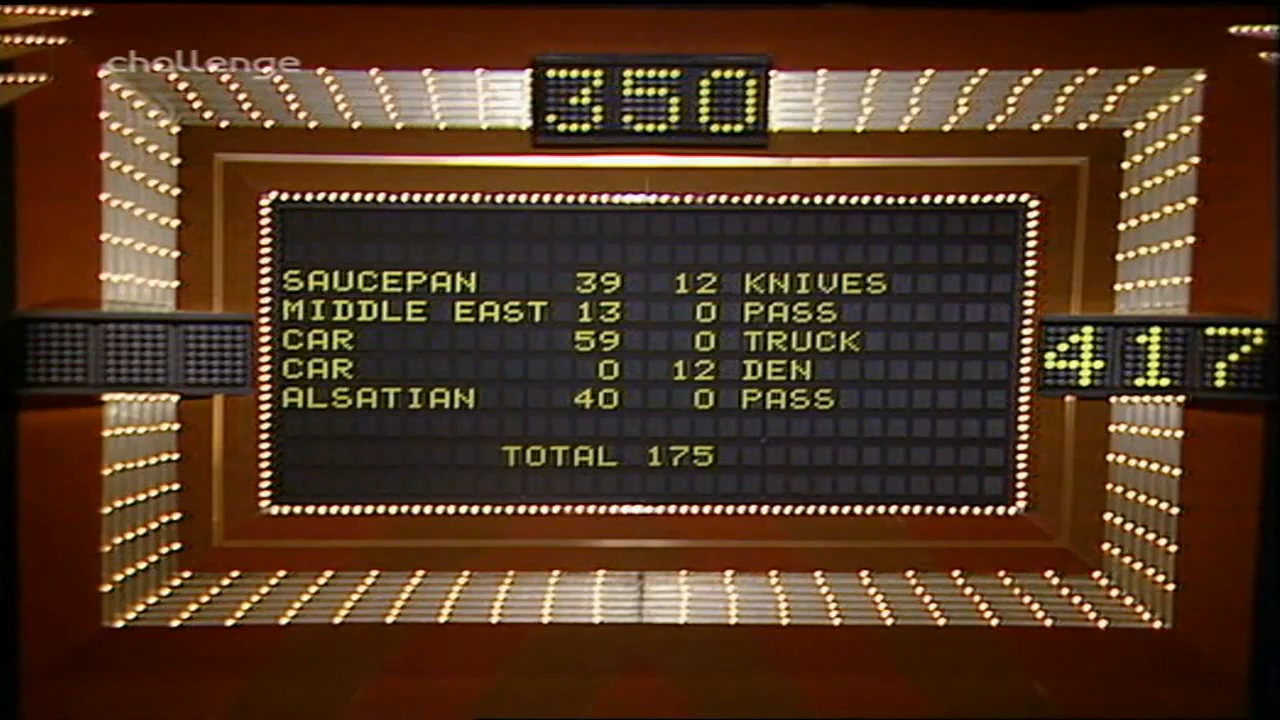 challenge
350
SAUCEPAN 39 12 KNIVES
MIDDLE EAST 13 0 PASS
CAR 59 0 TRUCK
CAR 0 12 DEN
ALSATIAN 40 0 PASS
TOTAL 175
417